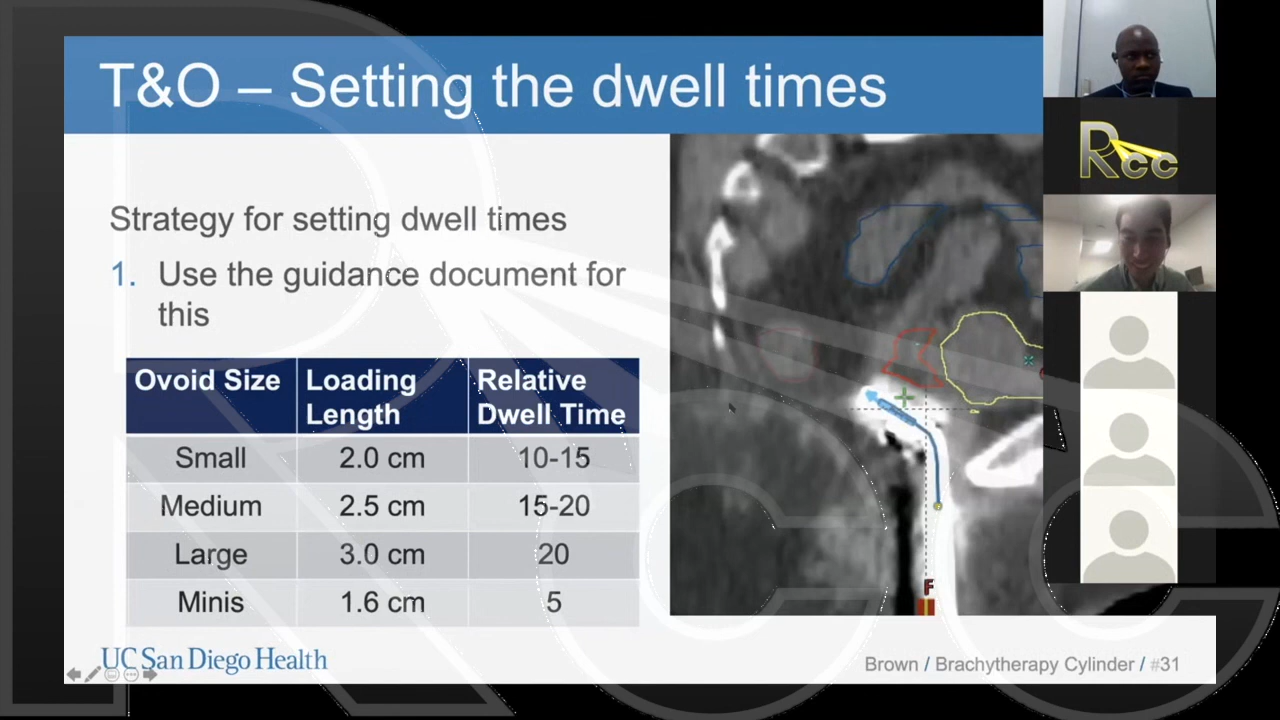 T&O – Setting the dwell times
Strategy for setting dwell times
1. Use the guidance document for
this
Ovoid Size Loading Length Relative Dwell Time
Small 2.0 cm 10-15
Medium 2.5 cm 15-20
Large 3.0 cm 20
Minis 1.6 cm 5
F
UC San Diego Health
Brown / Brachytherapy Cylinder / #31
Rcc